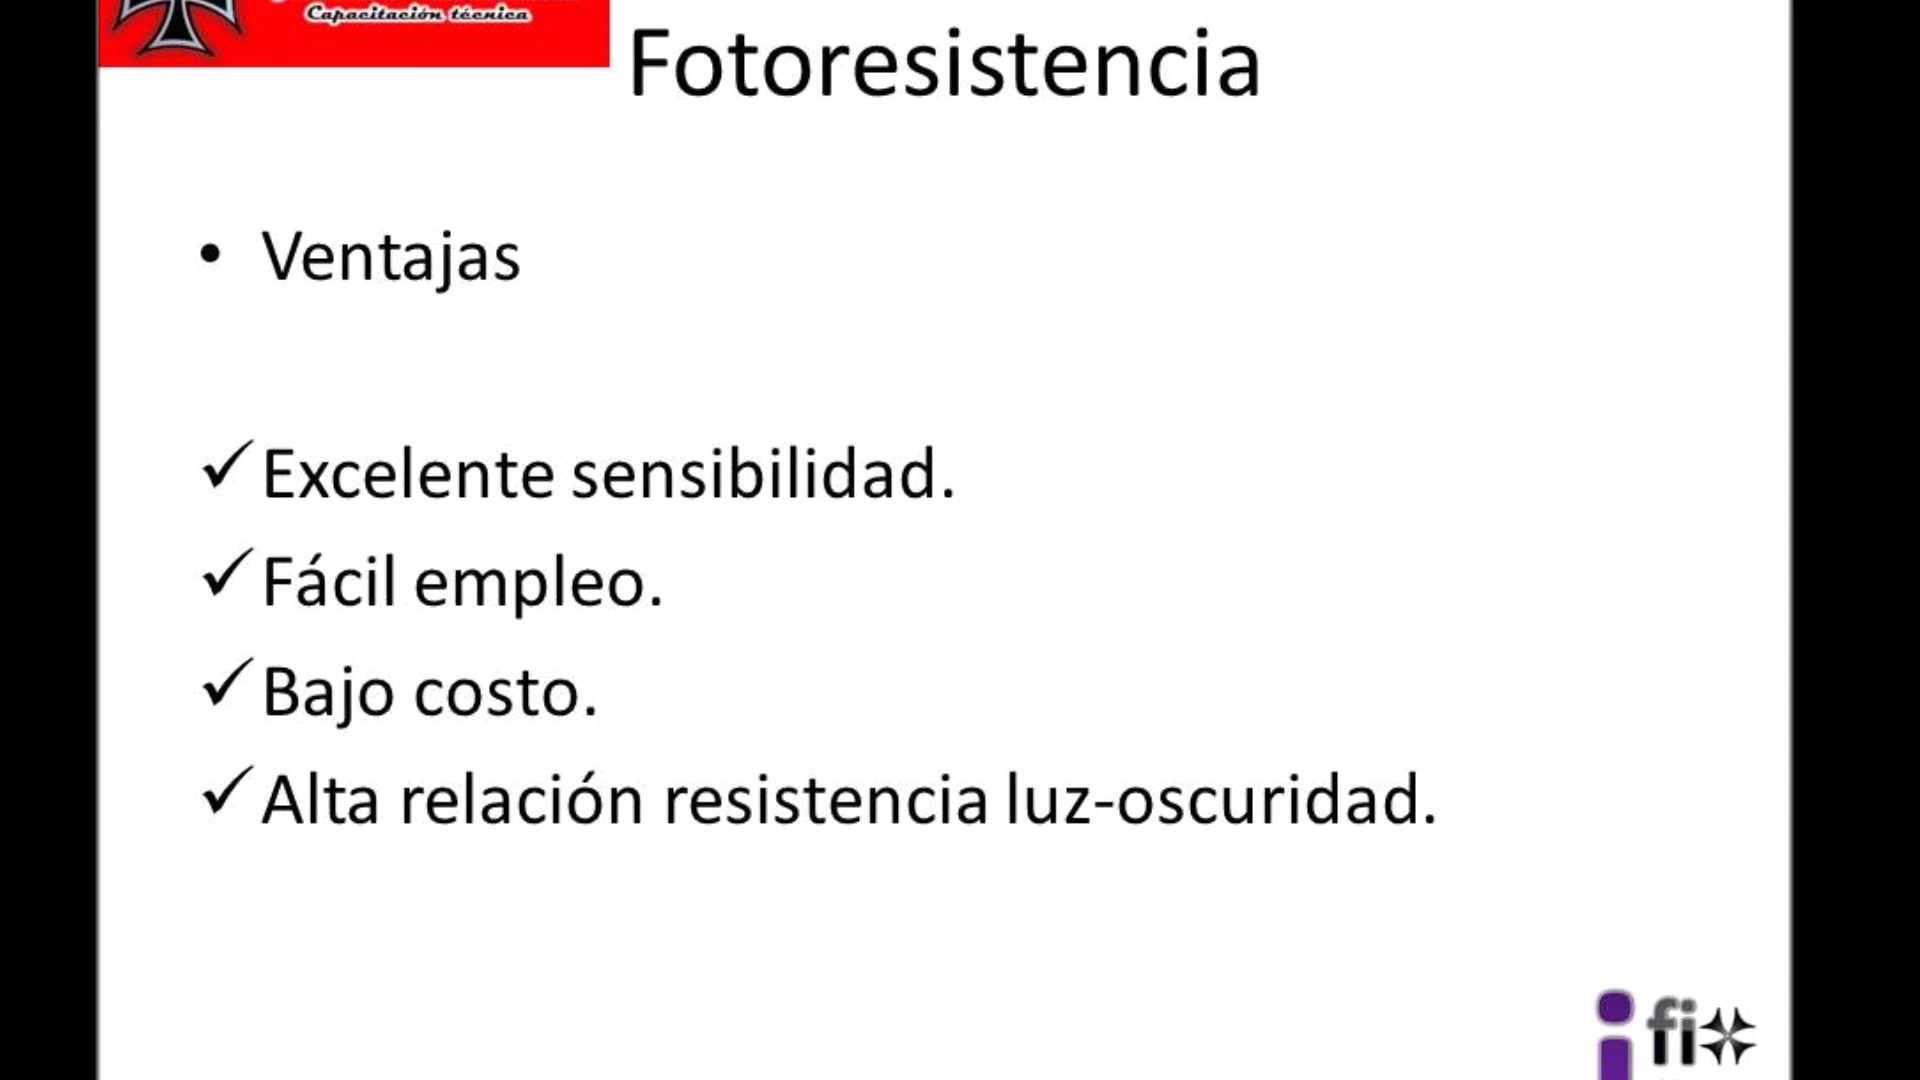 Capacitación técnica
Fotoresistencia
• Ventajas
✓ Excelente sensibilidad.
✓ Fácil empleo.
✓ Bajo costo.
✓ Alta relación resistencia luz-oscuridad.
i fi